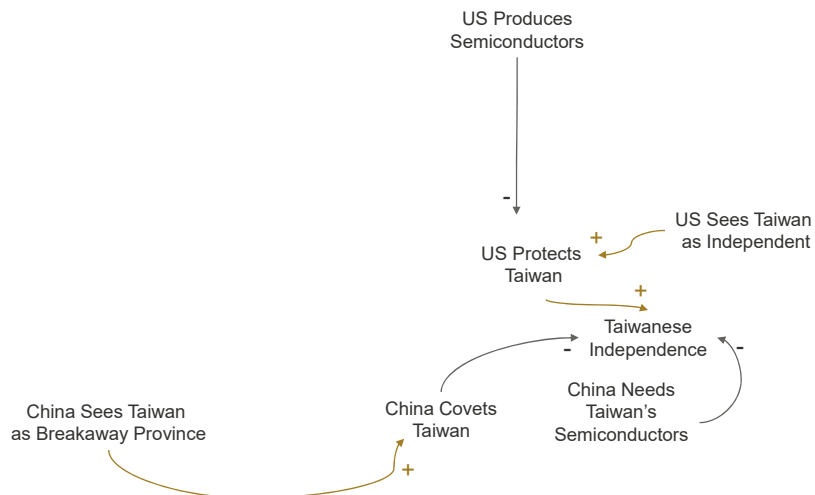 US Produces
Semiconductors
-
US Sees Taiwan
as Independent
+
US Protects
Taiwan
+
Taiwanese
Independence
-
-
China Needs
Taiwan’s
Semiconductors
China Covets
Taiwan
China Sees Taiwan
as Breakaway Province
+